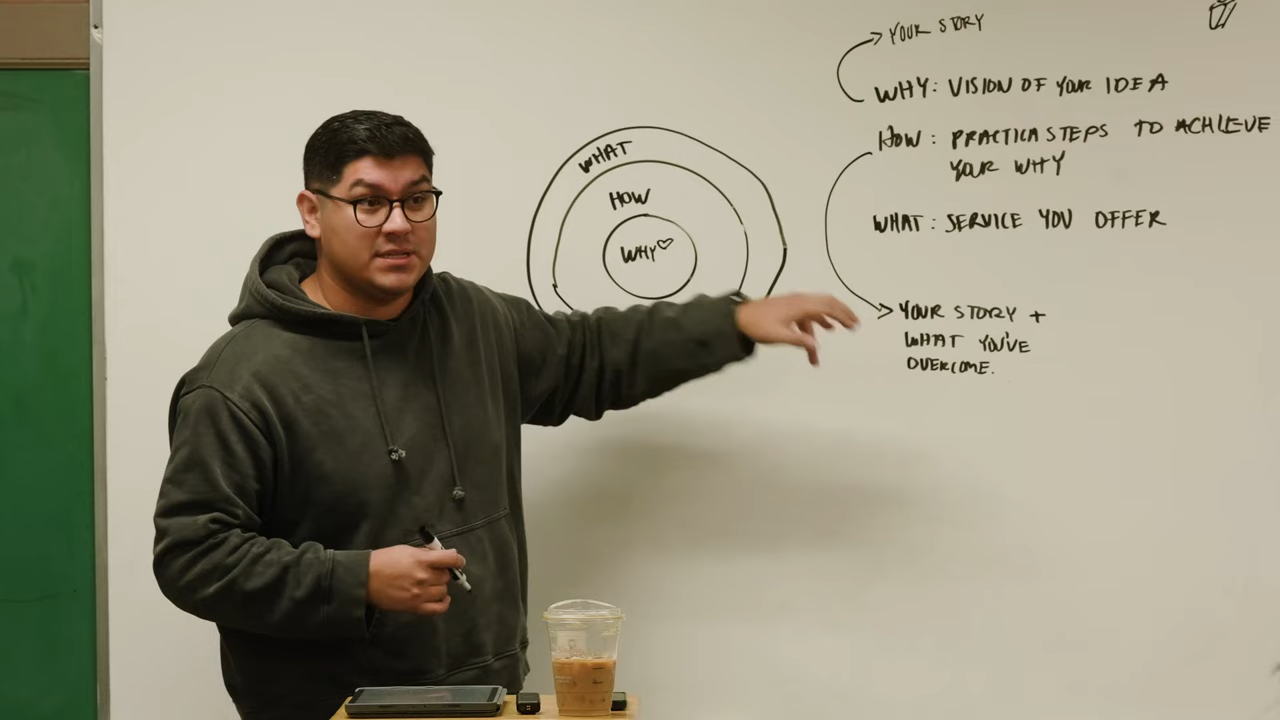 WHAT
HOW
WHY♡
YOUR STORY
WHY: VISION OF YOUR IDEA
HOW: PRACTICA STEPS TO ACHIEVE
YOUR WHY
WHAT: SERVICE YOU OFFER
YOUR STORY +
WHAT YOU'VE
OVERCOME.